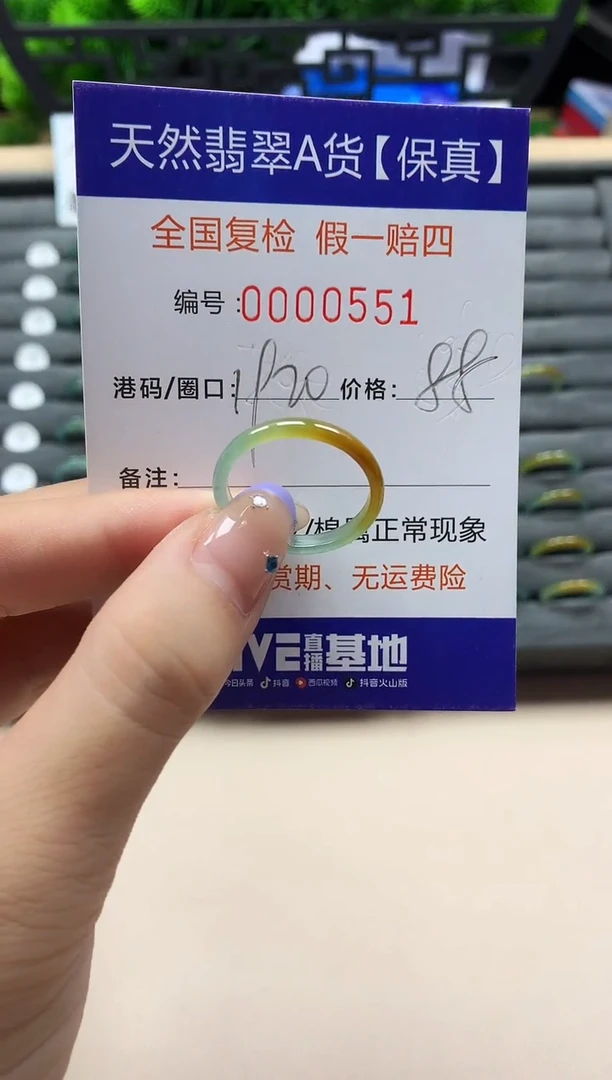 天然翡翠A货【保真】
全国复检 假一赔四
编号:0000551
港码/圈口: 价格: 88
备注:
/棉属正常现象
赏期、无运费险
IVE直播基地
今日头条 抖音 西瓜视频 抖音火山版